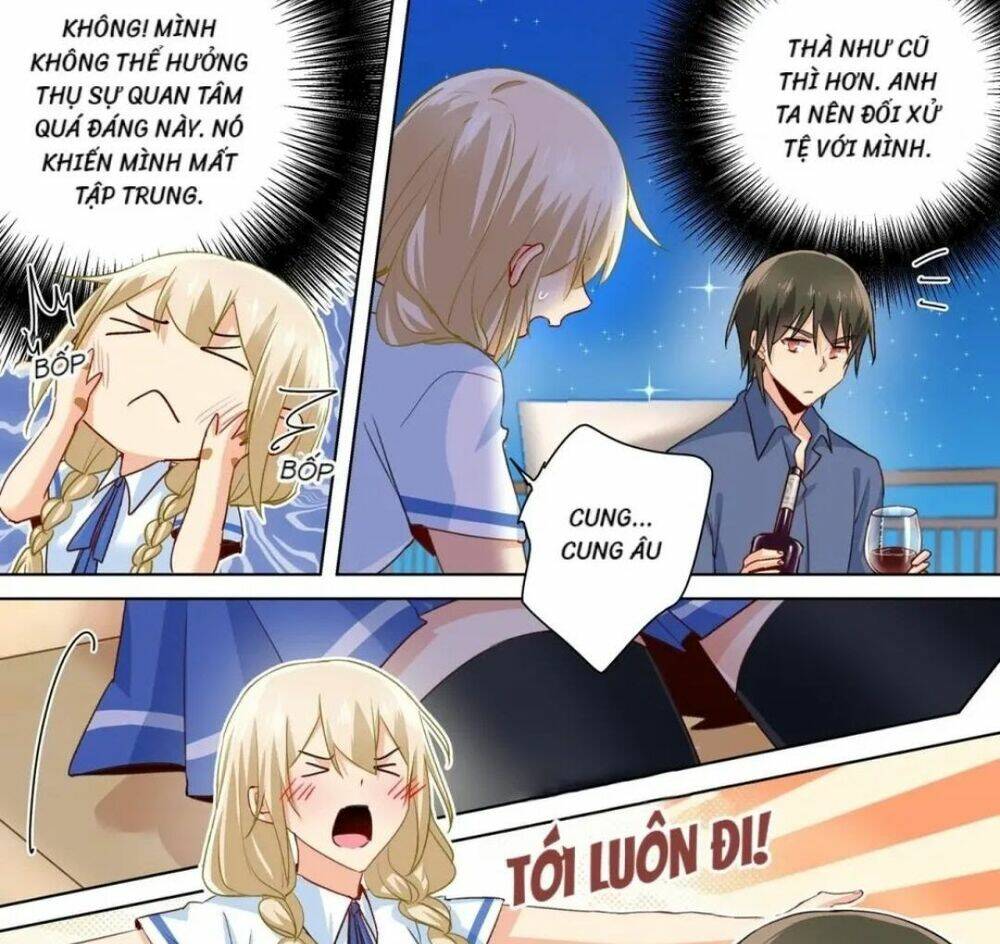 KHÔNG! MÌNH
KHÔNG THỂ HƯỞNG
THỤ SỰ QUAN TÂM
QUÁ ĐÁNG NÀY. NÓ
KHIẾN MÌNH MẤT
TẬP TRUNG.
BỐP
BỐP
THÀ NHƯ CŨ
THÌ HƠN. ANH
TA NÊN ĐỐI XỬ
TỆ VỚI MÌNH.
CUNG...
CUNG ÂU
TỚI LUÔN ĐI!